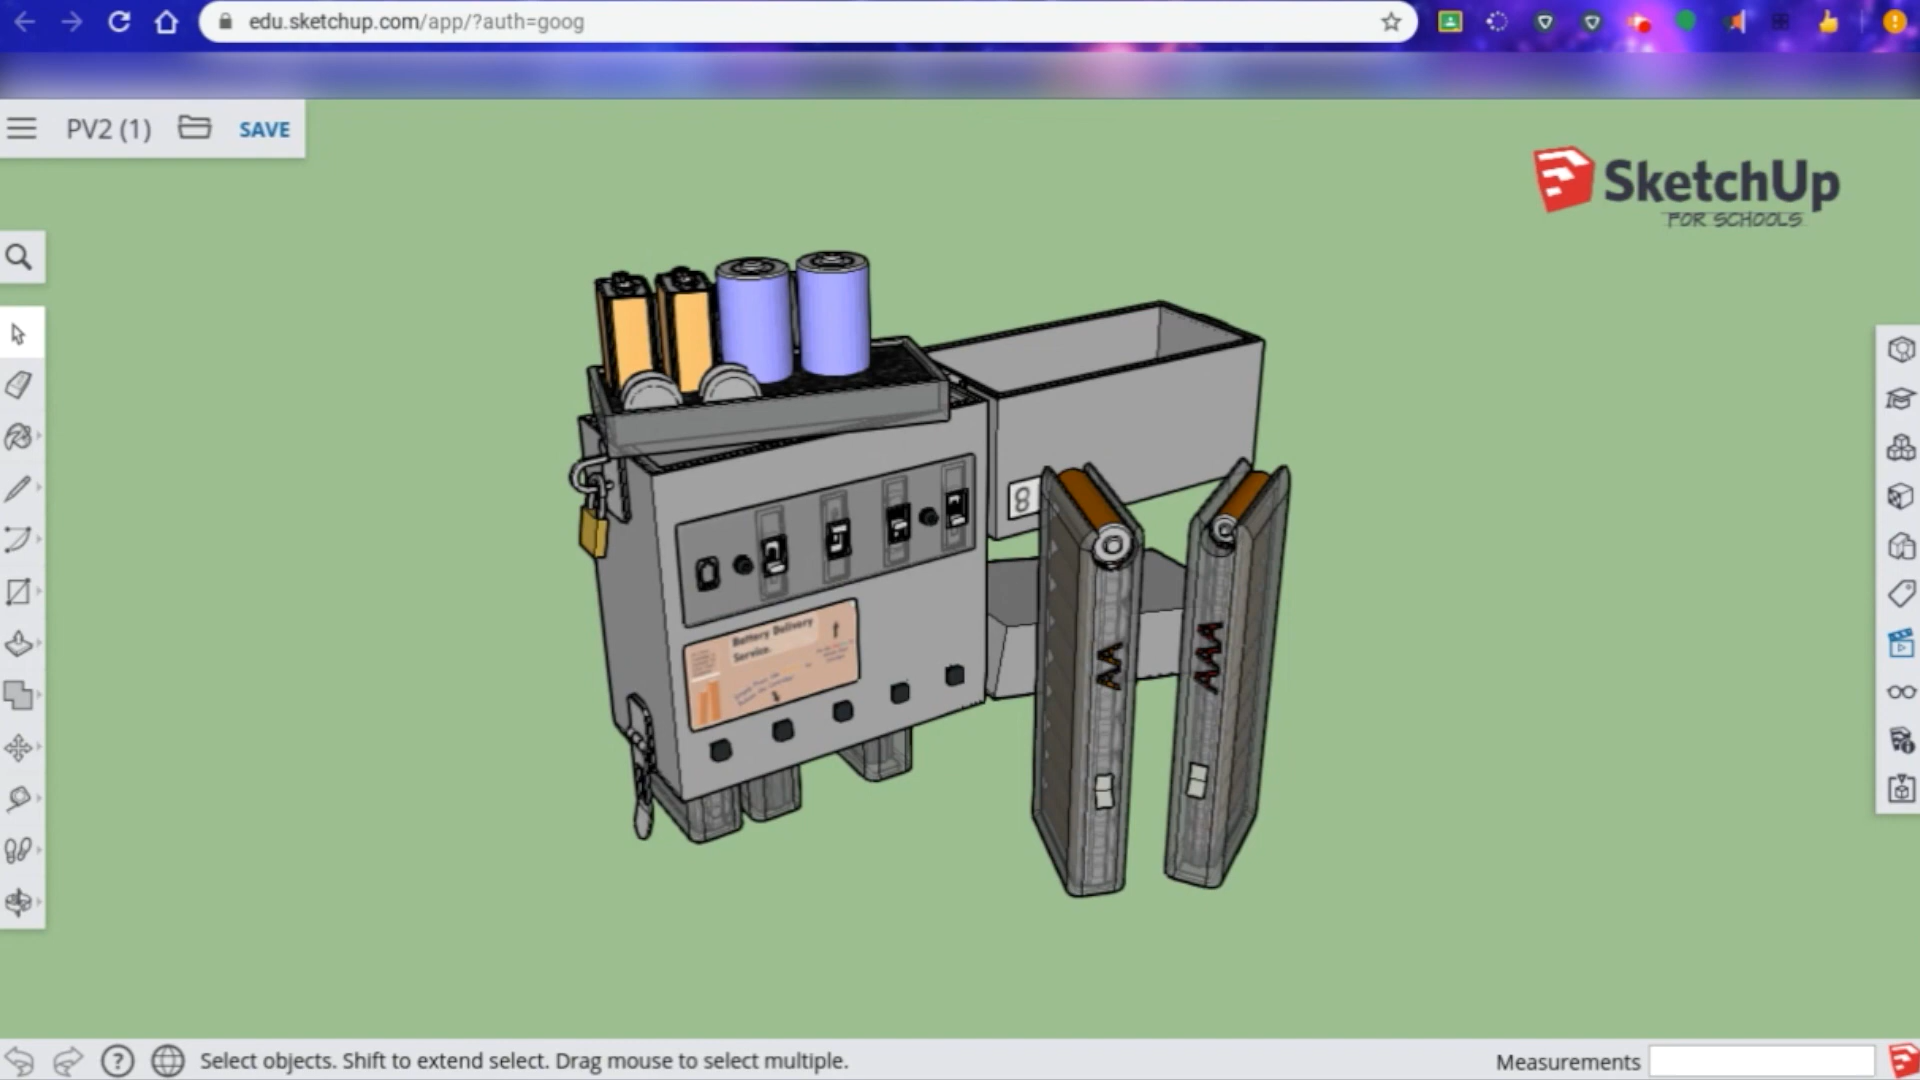 edu.sketchup.com/app/?auth=goog
PV2 (1)
SAVE
SketchUp
FOR SCHOOLS
8
Battery Delivery
Service.
AA
AAA
Select objects. Shift to extend select. Drag mouse to select multiple.
Measurements